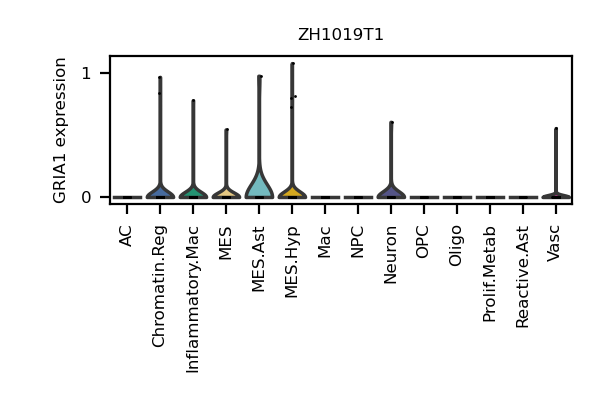 ZH1019T1
GRIA1 expression
1
0
AC
Chromatin.Reg
Inflammatory.Mac
MES
MES.Ast
MES.Hyp
Mac
NPC
Neuron
OPC
Oligo
Prolif.Metab
Reactive.Ast
Vasc